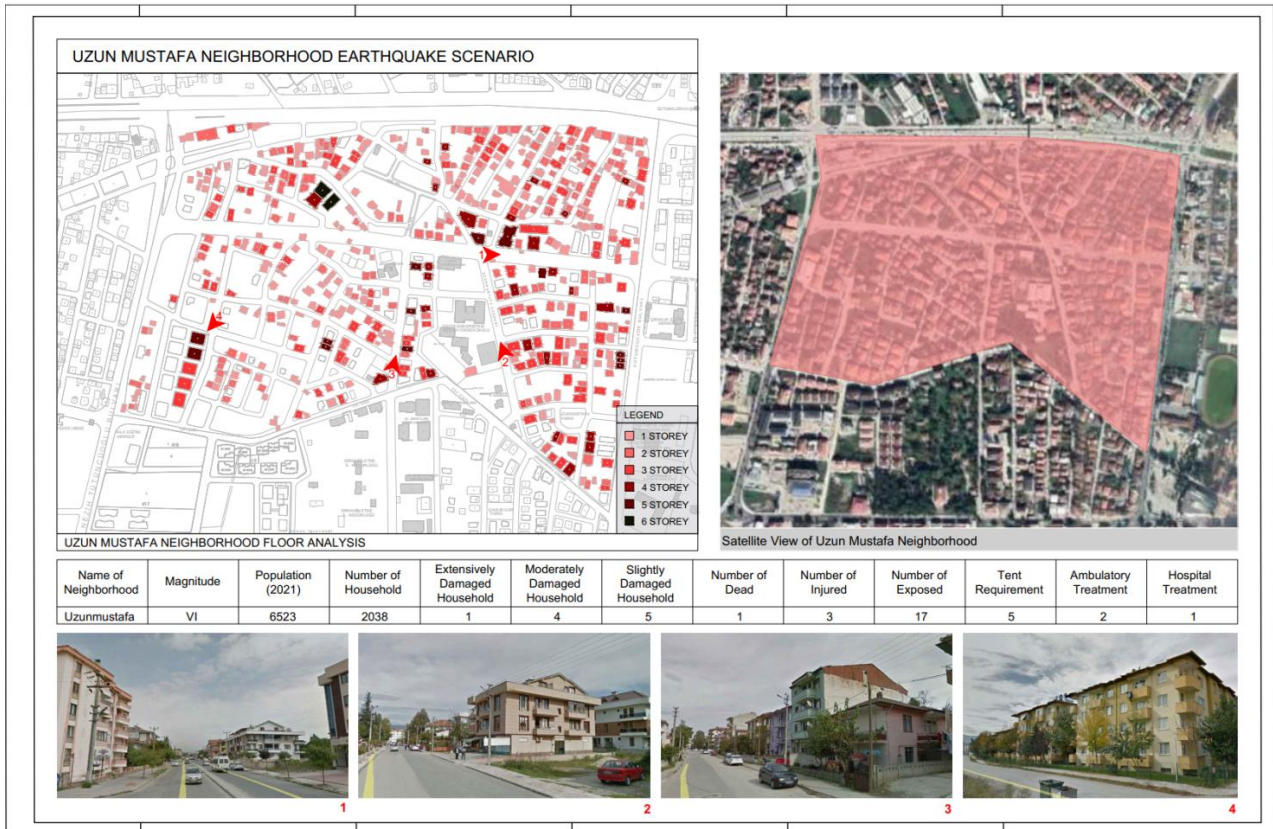 UZUN MUSTAFA NEIGHBORHOOD EARTHQUAKE SCENARIO
1
2
3
4
LEGEND
1 STOREY
2 STOREY
3 STOREY
4 STOREY
5 STOREY
6 STOREY
UZUN MUSTAFA NEIGHBORHOOD FLOOR ANALYSIS
Satellite View of Uzun Mustafa Neighborhood
Name of Neighborhood
Magnitude
Population (2021)
Number of Household
Extensively Damaged Household
Moderately Damaged Household
Slightly Damaged Household
Number of Dead
Number of Injured
Number of Exposed
Tent Requirement
Ambulatory Treatment
Hospital Treatment
Uzunmustafa VI 6523 2038 1 4 5 1 3 17 5 2 1
1
2
3
4